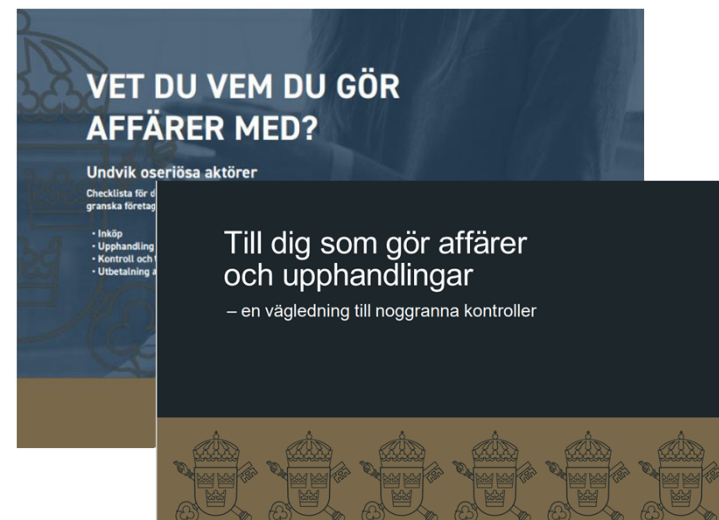 VET DU VEM DU GÖR
AFFÄRER MED?
Undvik oseriösa aktörer
Checklista för
granska företag
• Inköp
• Upphandling
• Kontroll och
• Utbetalning
Till dig som gör affärer
och upphandlingar
– en vägledning till noggranna kontroller